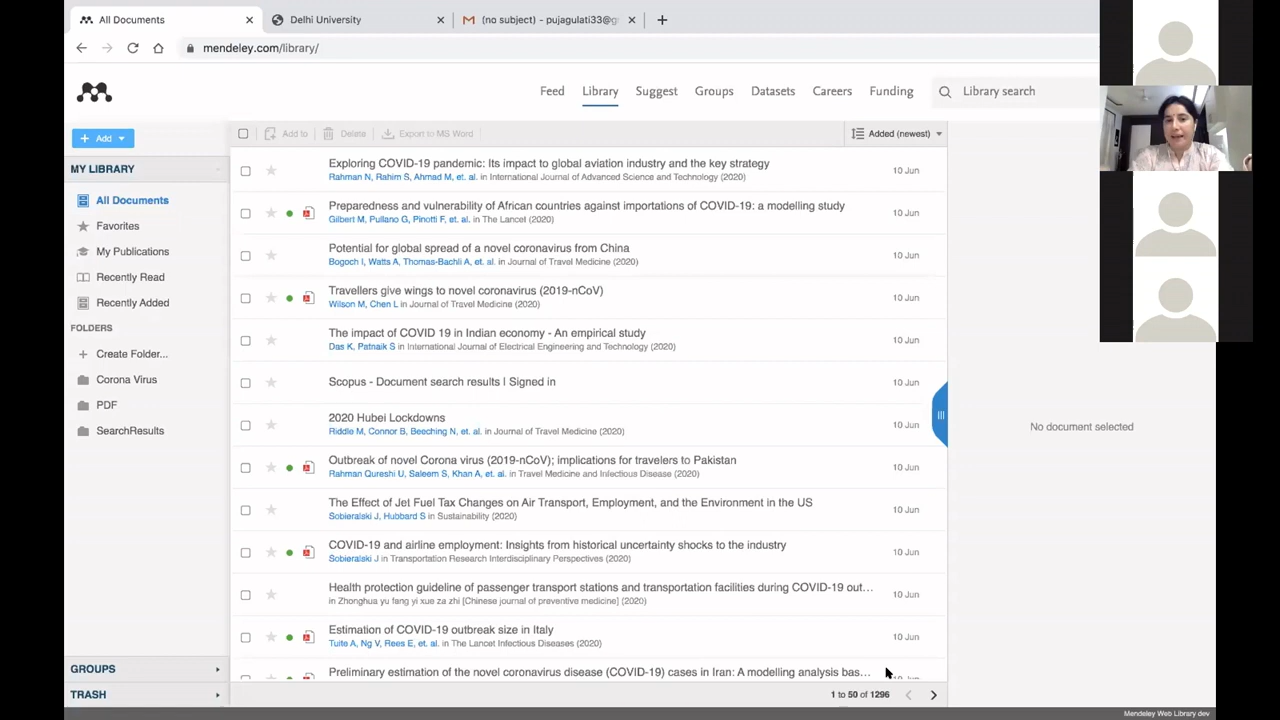 All Documents
Delhi University
(no subject) - pujagulati33@g
mendeley.com/library/
Feed Library Suggest Groups Datasets Careers Funding
Library search
Add
Add to Delete Export to MS Word
Added (newest)
MY LIBRARY
All Documents
Favorites
My Publications
Recently Read
Recently Added
FOLDERS
Create Folder...
Corona Virus
PDF
SearchResults
GROUPS
TRASH
Exploring COVID-19 pandemic: Its impact to global aviation industry and the key strategy
Rahman N, Rahim S, Ahmad M, et. al. in International Journal of Advanced Science and Technology (2020)
10 Jun
Preparedness and vulnerability of African countries against importations of COVID-19: a modelling study
Gilbert M, Pullano G, Pinotti F, et. al. in The Lancet (2020)
10 Jun
Potential for global spread of a novel coronavirus from China
Bogoch I, Watts A, Thomas-Bachli A, et. al. in Journal of Travel Medicine (2020)
10 Jun
Travellers give wings to novel coronavirus (2019-nCoV)
Wilson M, Chen L in Journal of Travel Medicine (2020)
10 Jun
The impact of COVID 19 in Indian economy - An empirical study
Das K, Patnaik S in International Journal of Electrical Engineering and Technology (2020)
10 Jun
Scopus - Document search results | Signed in
10 Jun
2020 Hubei Lockdowns
Riddle M, Connor B, Beeching N, et. al. in Journal of Travel Medicine (2020)
10 Jun
Outbreak of novel Corona virus (2019-nCoV); implications for travelers to Pakistan
Rahman Qureshi U, Saleem S, Khan A, et. al. in Travel Medicine and Infectious Disease (2020)
10 Jun
The Effect of Jet Fuel Tax Changes on Air Transport, Employment, and the Environment in the US
Sobieralski J, Hubbard S in Sustainability (2020)
10 Jun
COVID-19 and airline employment: Insights from historical uncertainty shocks to the industry
Sobieralski J in Transportation Research Interdisciplinary Perspectives (2020)
10 Jun
Health protection guideline of passenger transport stations and transportation facilities during COVID-19 out...
in Zhonghua yu fang yi xue za zhi [Chinese journal of preventive medicine] (2020)
10 Jun
Estimation of COVID-19 outbreak size in Italy
Tuite A, Ng V, Rees E, et. al. in The Lancet Infectious Diseases (2020)
10 Jun
Preliminary estimation of the novel coronavirus disease (COVID-19) cases in Iran: A modelling analysis bas...
1 to 50 of 1296
No document selected
Mendeley Web Library dev